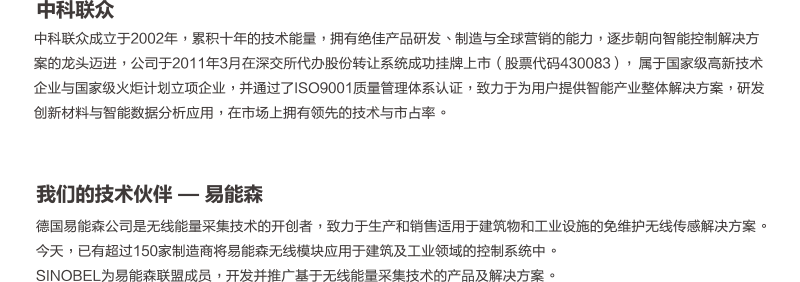 中科联众
中科联众成立于2002年，累积十年的技术能量，拥有绝佳产品研发、制造与全球营销的能力，逐步朝向智能控制解决方
案的龙头迈进，公司于2011年3月在深交所代办股份转让系统成功挂牌上市（股票代码430083），属于国家级高新技术
企业与国家级火炬计划立项企业，并通过了ISO9001质量管理体系认证，致力于为用户提供智能产业整体解决方案，研发
创新材料与智能数据分析应用，在市场上拥有领先的技术与市占率。
我们的技术伙伴 — 易能森
德国易能森公司是无线能量采集技术的开创者，致力于生产和销售适用于建筑物和工业设施的免维护无线传感解决方案。
今天，已有超过150家制造商将易能森无线模块应用于建筑及工业领域的控制系统中。
SINOBEL为易能森联盟成员，开发并推广基于无线能量采集技术的产品及解决方案。